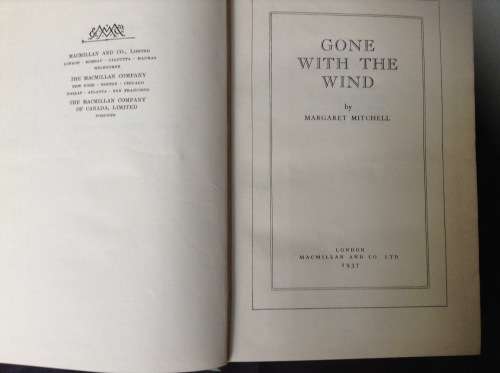 MACMILLAN AND CO., LIMITED
LONDON · BOMBAY · CALCUTTA · MADRAS
MELBOURNE
THE MACMILLAN COMPANY
NEW YORK · BOSTON · CHICAGO
DALLAS · ATLANTA · SAN FRANCISCO
THE MACMILLAN COMPANY
OF CANADA, LIMITED
TORONTO
GONE
WITH THE
WIND
by
MARGARET MITCHELL
LONDON
MACMILLAN AND CO LTD
1937